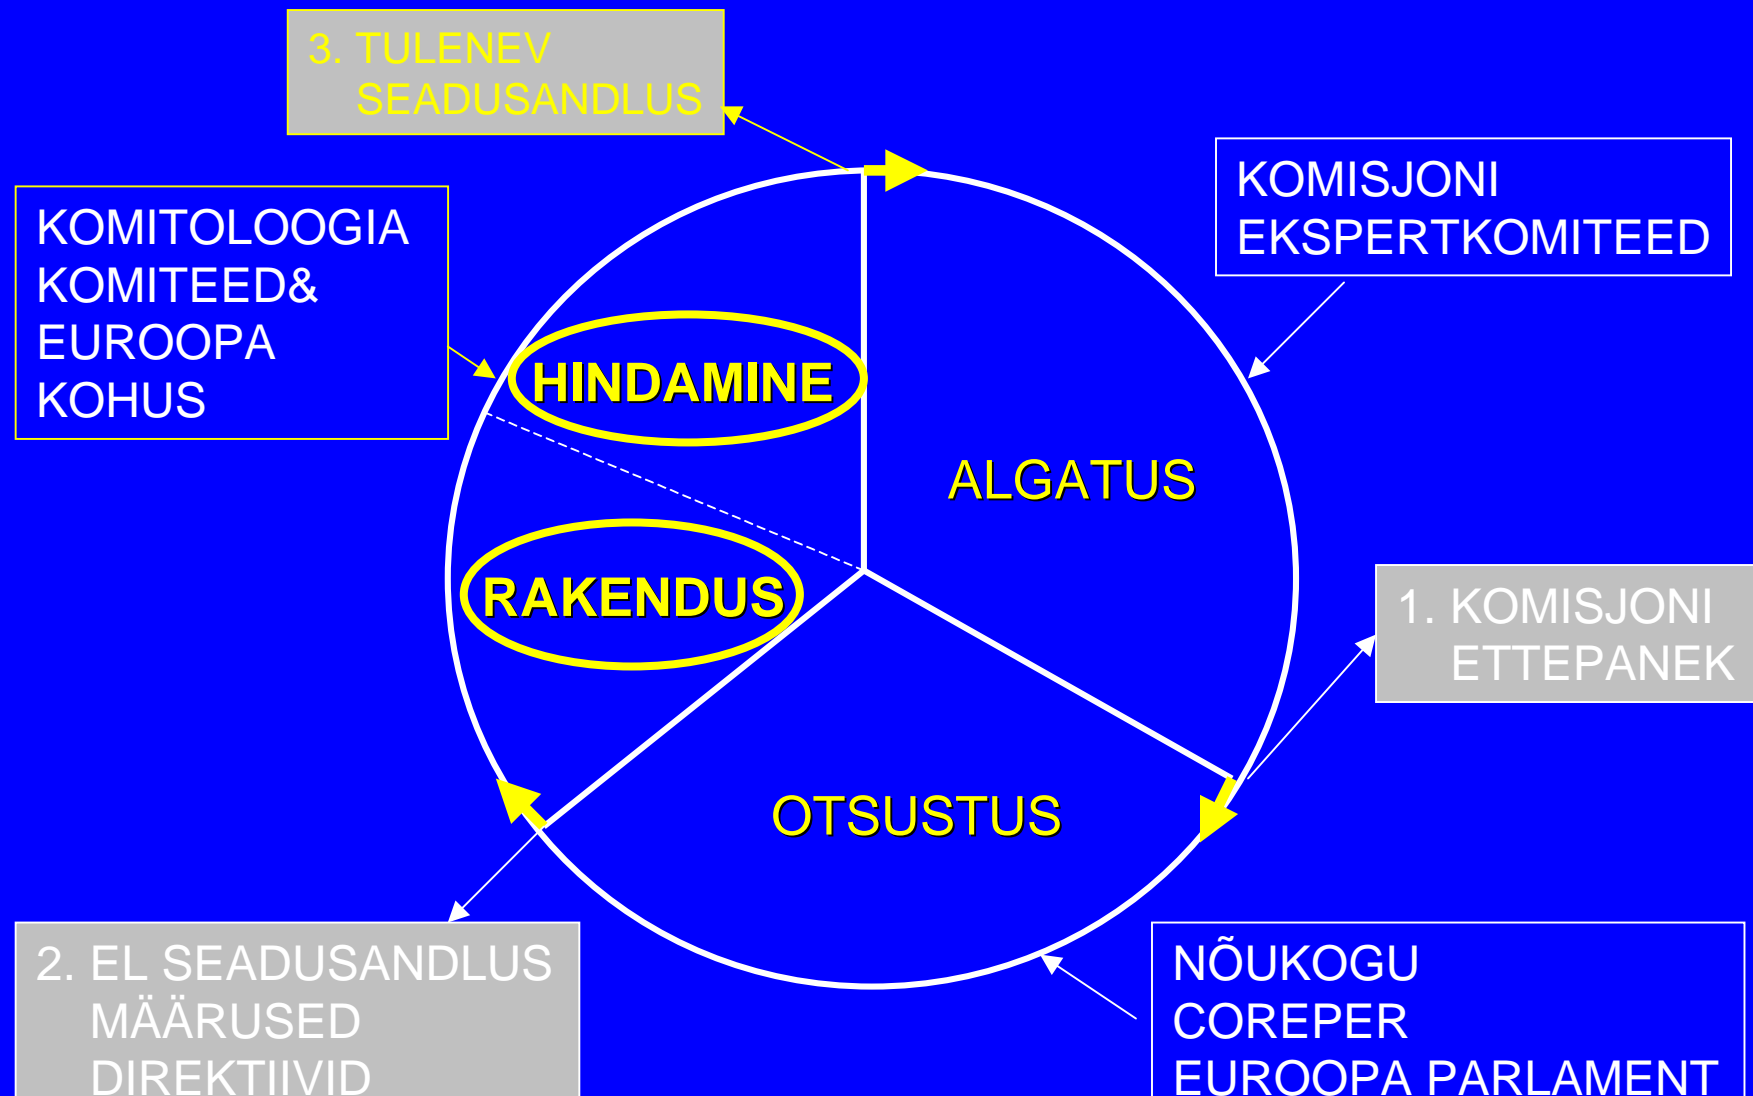 3. TULENEV
SEADUSANDLUS
KOMISJONI
EKSPERTKOMITEED
KOMITOLOOGIA
KOMITEED&
EUROOPA
KOHUS
HINDAMINE
ALGATUS
RAKENDUS
1. KOMISJONI
ETTEPANEK
OTSUSTUS
2. EL SEADUSANDLUS
MÄÄRUSED
DIREKTIIVID
NÕUKOGU
COREPER
EUROOPA PARLAMENT